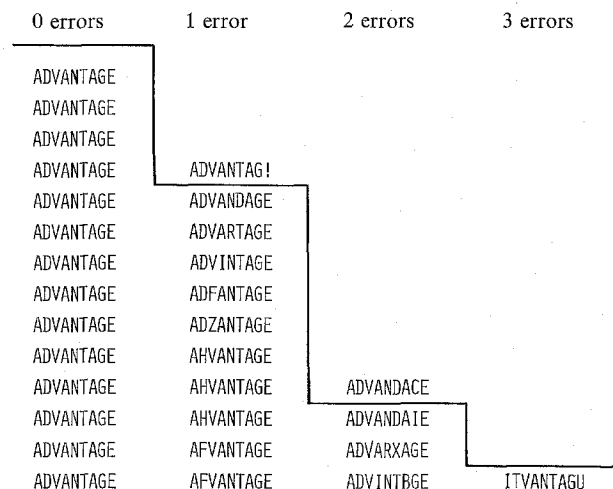 0 errors 1 error 2 errors 3 errors
ADVANTAGE
ADVANTAGE
ADVANTAGE
ADVANTAGE ADVANTAG!
ADVANTAGE ADVANDAGE
ADVANTAGE ADVARTAGE
ADVANTAGE ADVINTAGE
ADVANTAGE ADFANTAGE
ADVANTAGE ADZANTAGE
ADVANTAGE AHVANTAGE
ADVANTAGE AHVANTAGE ADVANDACE
ADVANTAGE AHVANTAGE ADVANDAIE
ADVANTAGE AFVANTAGE ADVARXAGE
ADVANTAGE AFVANTAGE ADVINTBGE ITVANTAGU